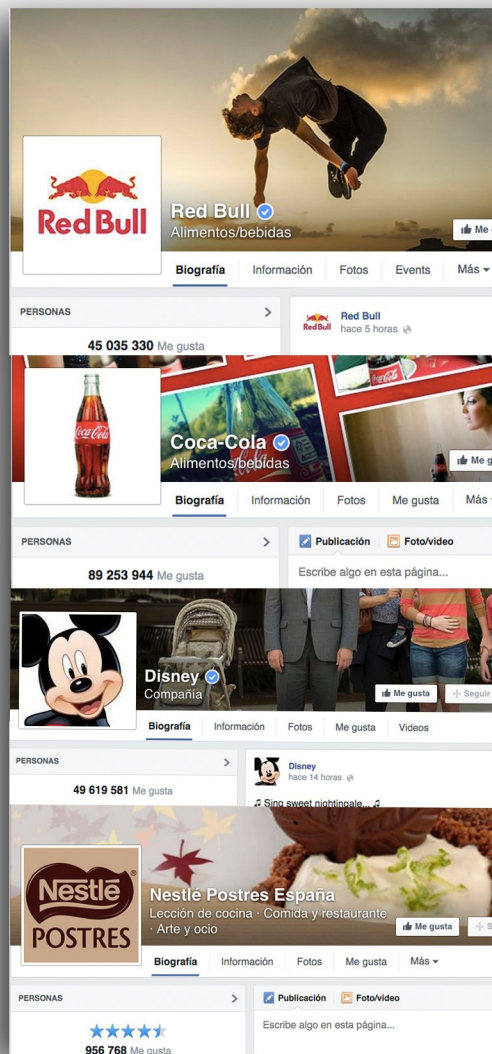 Red Bull
Red Bull
Alimentos/bebidas
Me
Biografía Información Fotos Events Más
PERSONAS
45 035 330 Me gusta
Red Bull
Red Bull
hace 5 horas
Coca-Cola
Coca-Cola
Coca-Cola
Alimentos/bebidas
Me g
Biografía Información Fotos Me gusta Más
PERSONAS
89 253 944 Me gusta
Publicación Foto/video
Escribe algo en esta página...
Disney
Compañía
Me gusta Seguir
Biografía Información Fotos Me gusta Videos
PERSONAS
49 619 581 Me gusta
Disney
hace 14 horas
♫ Sing sweet nightingale... ♫
Nestlé
POSTRES
Nestlé Postres España
Lección de cocina · Comida y restaurante
· Arte y ocio
Me gusta S
Biografía Información Fotos Me gusta Más
PERSONAS
956 768 Me gusta
Publicación Foto/video
Escribe algo en esta página...